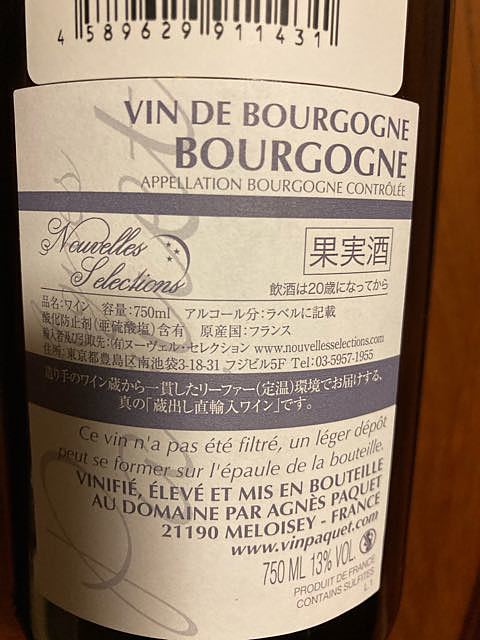 4 589629 911431
VIN DE BOURGOGNE
BOURGOGNE
APPELLATION BOURGOGNE CONTRÔLÉE
Nouvelles
Selections
果実酒
飲酒は20歳になってから
品名:ワイン 容量:750ml アルコール分:ラベルに記載
酸化防止剤(亜硫酸塩)含有 原産国:フランス
輸入者及び引取先:(有)ヌーヴェル・セレクション www.nouvellesselections.com
住所:東京都豊島区南池袋3-18-31 フジビル5F Tel:03-5957-1955
造り手のワイン蔵から一貫したリーファー(定温)環境でお届けする、
真の「蔵出し直輸入ワイン」です。
Ce vin n'a pas été filtré, un léger dépôt
peut se former sur l'épaule de la bouteille.
VINIFIÉ, ÉLEVÉ ET MIS EN BOUTEILLE
AU DOMAINE PAR AGNÈS PAQUET
21190 MELOISEY - FRANCE
www.vinpaquet.com
750 ML 13% VOL.
PRODUIT DE FRANCE
CONTAINS SULFITES
L.1